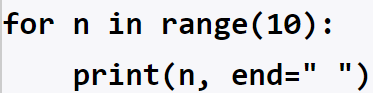 for n in range(10):
    print(n, end=" ")